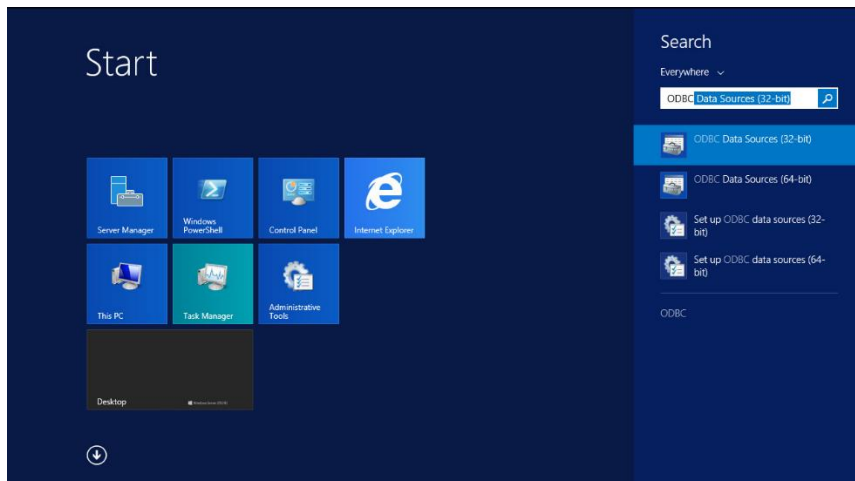 Start
Server Manager
Windows
PowerShell
Control Panel
Internet Explorer
This PC
Task Manager
Administrative
Tools
Desktop
Search
Everywhere
ODBC Data Sources (32-bit)
ODBC Data Sources (32-bit)
ODBC Data Sources (64-bit)
Set up ODBC data sources (32-
bit)
Set up ODBC data sources (64-
bit)
ODBC